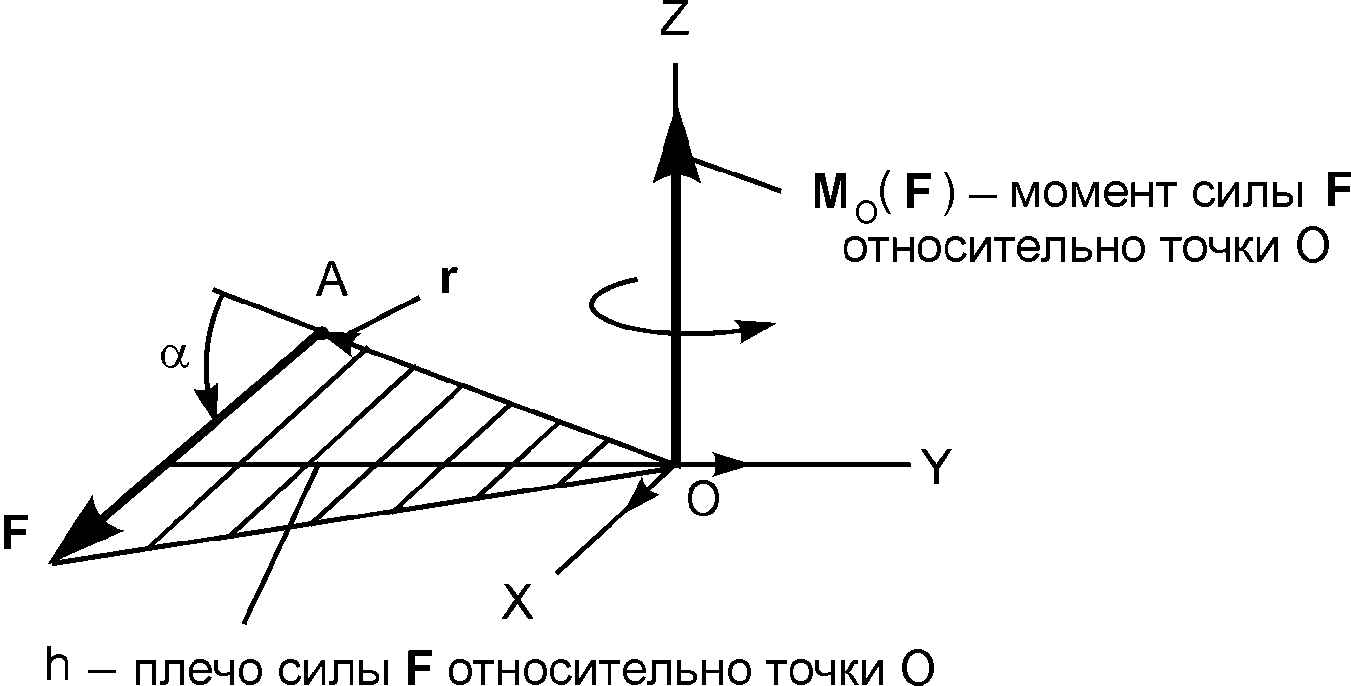 Z
M_O(F) – момент силы F
относительно точки O
A
r
α
Y
O
F
X
h – плечо силы F относительно точки O